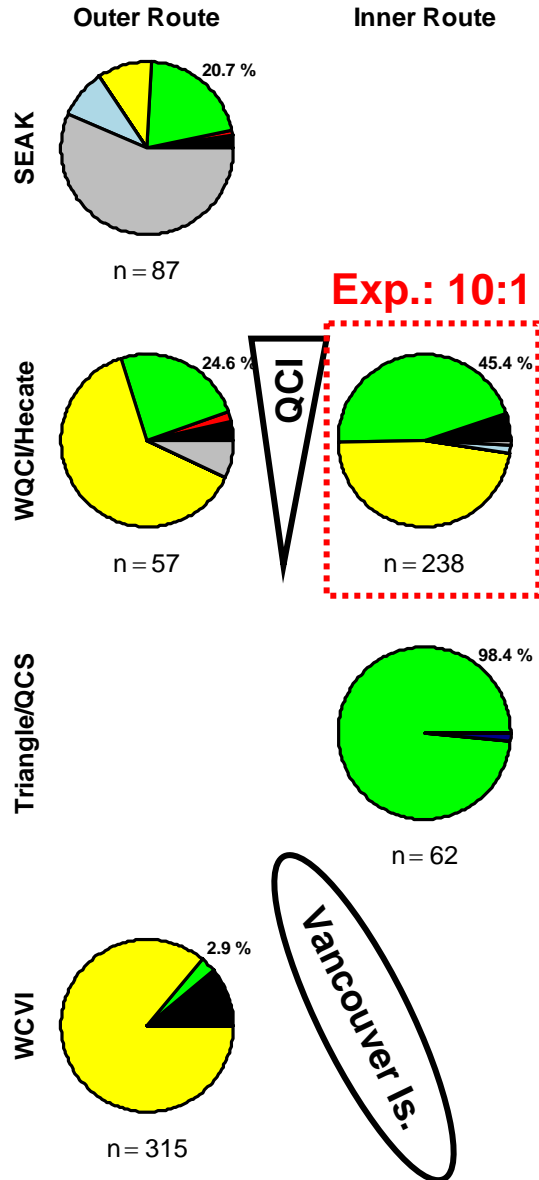 Outer Route
Inner Route
20.7 %
SEAK
n = 87
Exp.: 10:1
24.6 %
QCI
45.4 %
WQCI/Hecate
n = 57
n = 238
98.4 %
Triangle/QCS
n = 62
2.9 %
Vancouver Is.
WCVI
n = 315